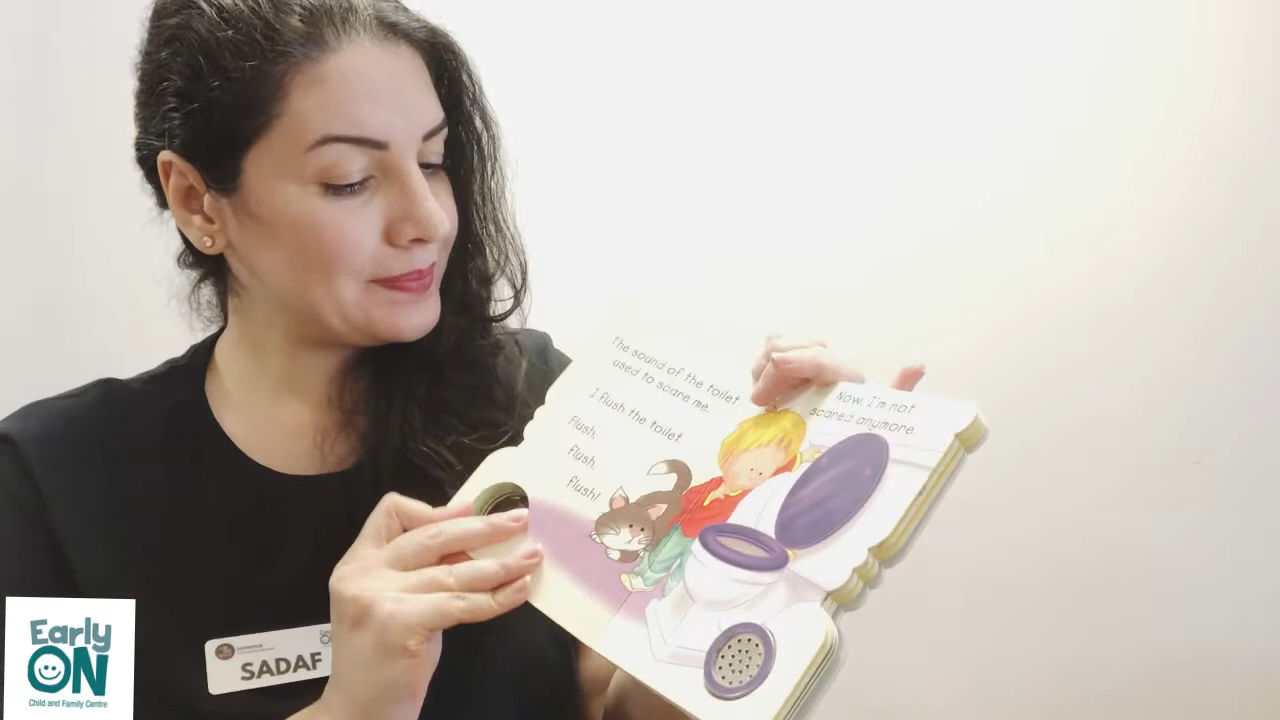 The sound of the toilet
used to scare me.
I flush the toilet.
flush,
flush,
flush!
Now, I'm not
scared anymore.
SADAF
Early
ON
Child and Family Centre